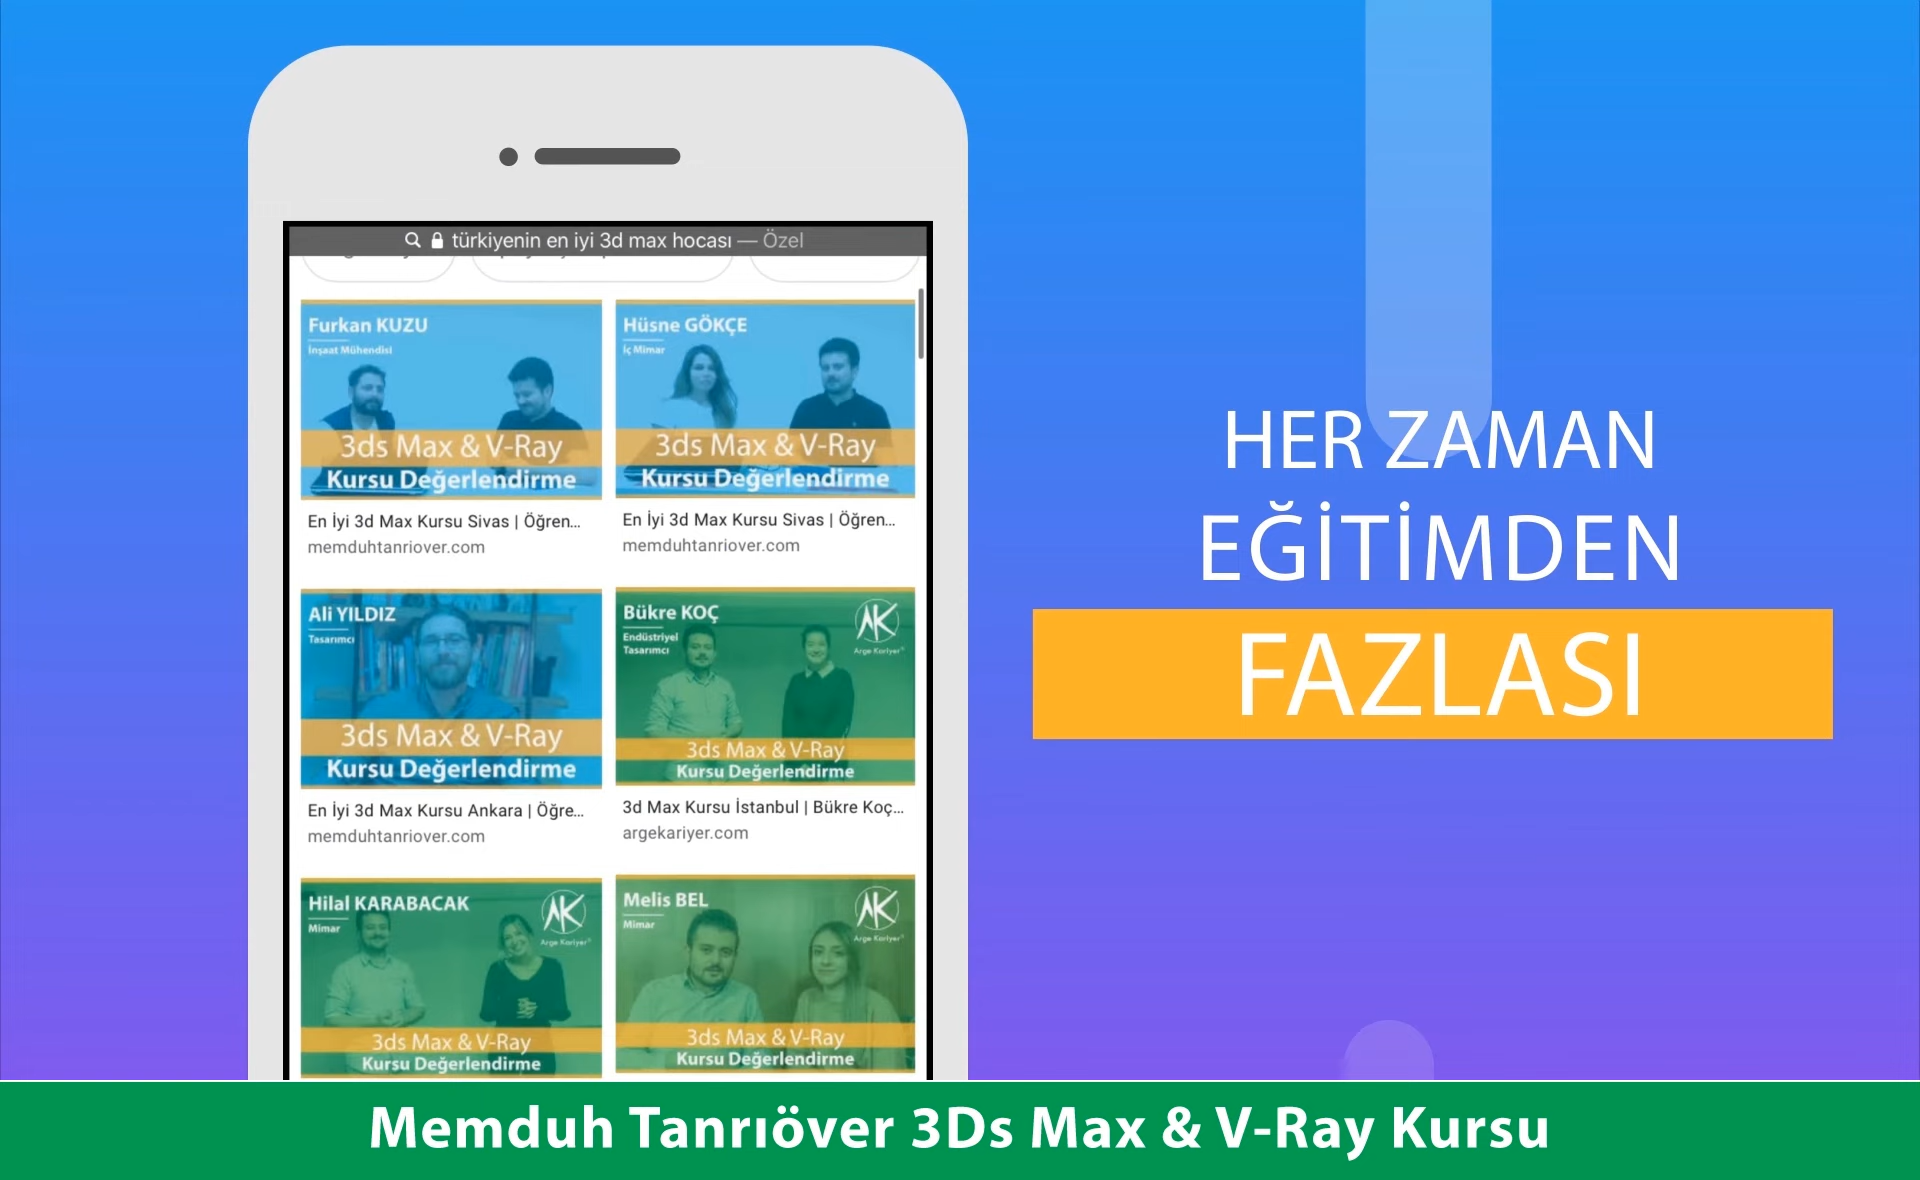 türkiyenin en iyi 3d max hocası — Özel
Furkan KUZU
İnşaat Mühendisi
3ds Max & V-Ray
Kursu Değerlendirme
En İyi 3d Max Kursu Sivas | Öğren...
memduhtanriover.com
Hüsne GÖKÇE
İç Mimar
3ds Max & V-Ray
Kursu Değerlendirme
En İyi 3d Max Kursu Sivas | Öğren...
memduhtanriover.com
Ali YILDIZ
Tasarımcı
3ds Max & V-Ray
Kursu Değerlendirme
En İyi 3d Max Kursu Ankara | Öğre...
memduhtanriover.com
Bükre KOÇ
Endüstriyel
Tasarımcı
AK
Arge Kariyer®
3ds Max & V-Ray
Kursu Değerlendirme
3d Max Kursu İstanbul | Bükre Koç...
argekariyer.com
Hilal KARABACAK
Mimar
AK
Arge Kariyer®
3ds Max & V-Ray
Kursu Değerlendirme
Melis BEL
Mimar
AK
Arge Kariyer®
3ds Max & V-Ray
Kursu Değerlendirme
HER ZAMAN
EĞİTİMDEN
FAZLASI
Memduh Tanrıöver 3Ds Max & V-Ray Kursu